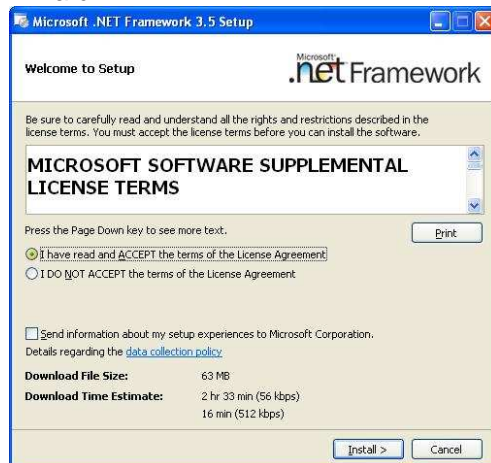 Microsoft .NET Framework 3.5 Setup
Welcome to Setup
Microsoft
.net Framework
Be sure to carefully read and understand all the rights and restrictions described in the
license terms. You must accept the license terms before you can install the software.
MICROSOFT SOFTWARE SUPPLEMENTAL
LICENSE TERMS
Press the Page Down key to see more text.
Print
I have read and ACCEPT the terms of the License Agreement
I DO NOT ACCEPT the terms of the License Agreement
Send information about my setup experiences to Microsoft Corporation.
Details regarding the data collection policy
Download File Size: 63 MB
Download Time Estimate: 2 hr 33 min (56 kbps)
16 min (512 kbps)
Install >
Cancel